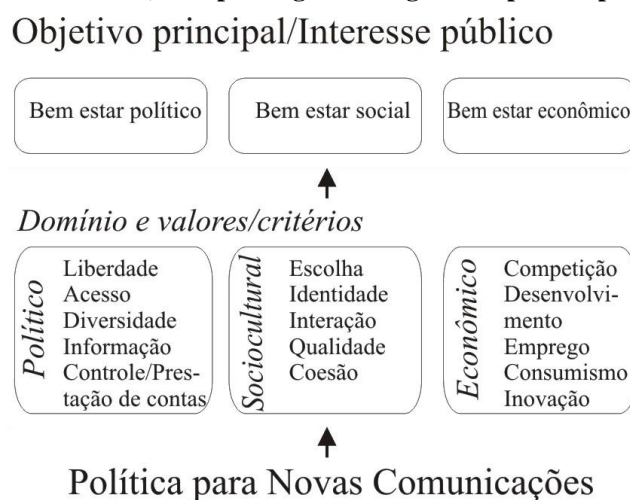 Objetivo principal/Interesse público
Bem estar político
Bem estar social
Bem estar econômico
Domínio e valores/critérios
Político
Liberdade
Acesso
Diversidade
Informação
Controle/Pres-
tação de contas
Sociocultural
Escolha
Identidade
Interação
Qualidade
Coesão
Econômico
Competição
Desenvolvi-
mento
Emprego
Consumismo
Inovação
Política para Novas Comunicações